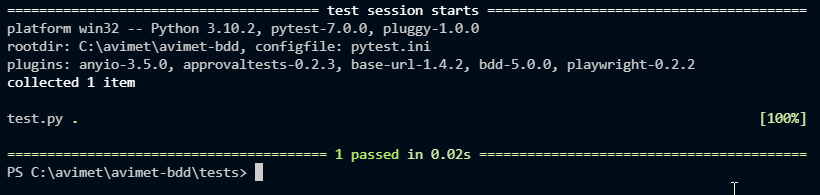 ======================================= test session starts =======================================
platform win32 -- Python 3.10.2, pytest-7.0.0, pluggy-1.0.0
rootdir: C:\avimet\avimet-bdd, configfile: pytest.ini
plugins: anyio-3.5.0, approvaltests-0.2.3, base-url-1.4.2, bdd-5.0.0, playwright-0.2.2
collected 1 item
test.py . [100%]
======================================== 1 passed in 0.02s ========================================
PS C:\avimet\avimet-bdd\tests>